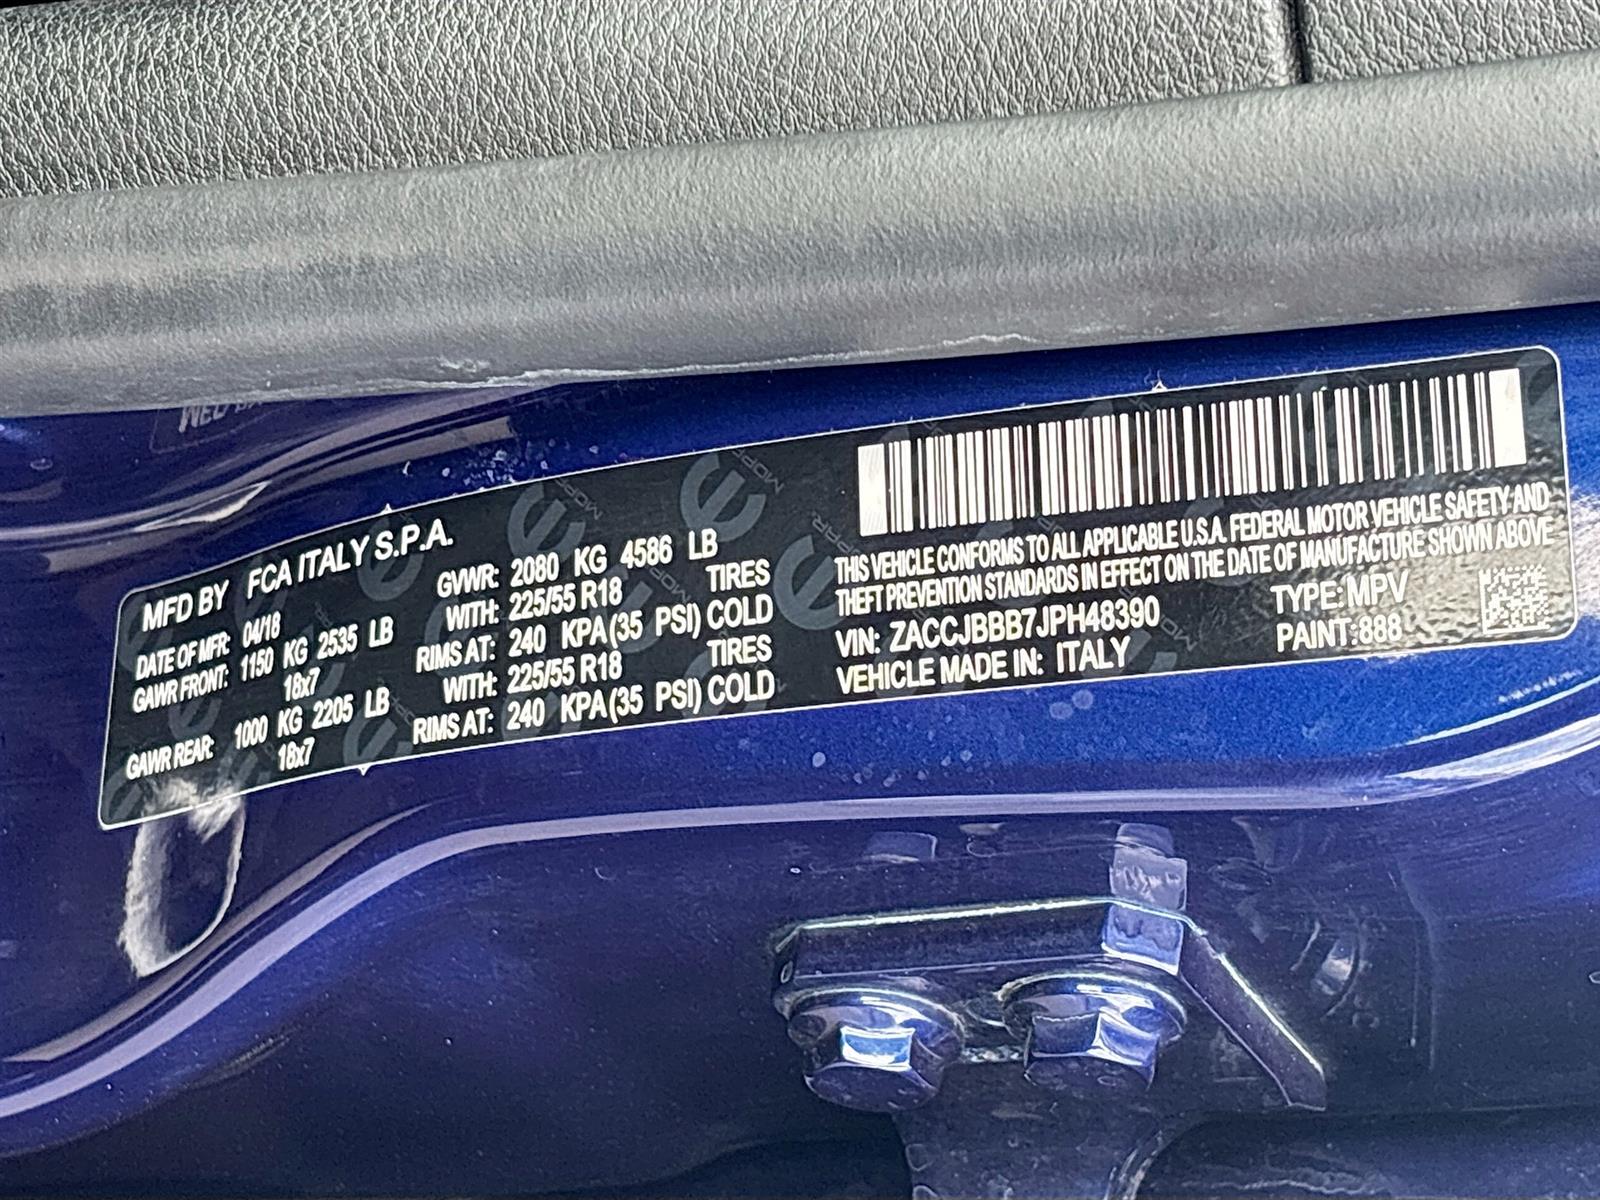 MFD BY FCA ITALY S.P.A.
DATE OF MFR: 04/18 GVWR: 2080 KG 4586 LB
GAWR FRONT: 1150 KG 2535 LB WITH: 225/55 R18 TIRES
18x7 RIMS AT: 240 KPA(35 PSI) COLD
GAWR REAR: 1000 KG 2205 LB WITH: 225/55 R18 TIRES
18x7 RIMS AT: 240 KPA(35 PSI) COLD
THIS VEHICLE CONFORMS TO ALL APPLICABLE U.S.A. FEDERAL MOTOR VEHICLE SAFETY AND
THEFT PREVENTION STANDARDS IN EFFECT ON THE DATE OF MANUFACTURE SHOWN ABOVE
VIN: ZACCJBBB7JPH48390 TYPE: MPV
VEHICLE MADE IN: ITALY PAINT: 888
MOPAR